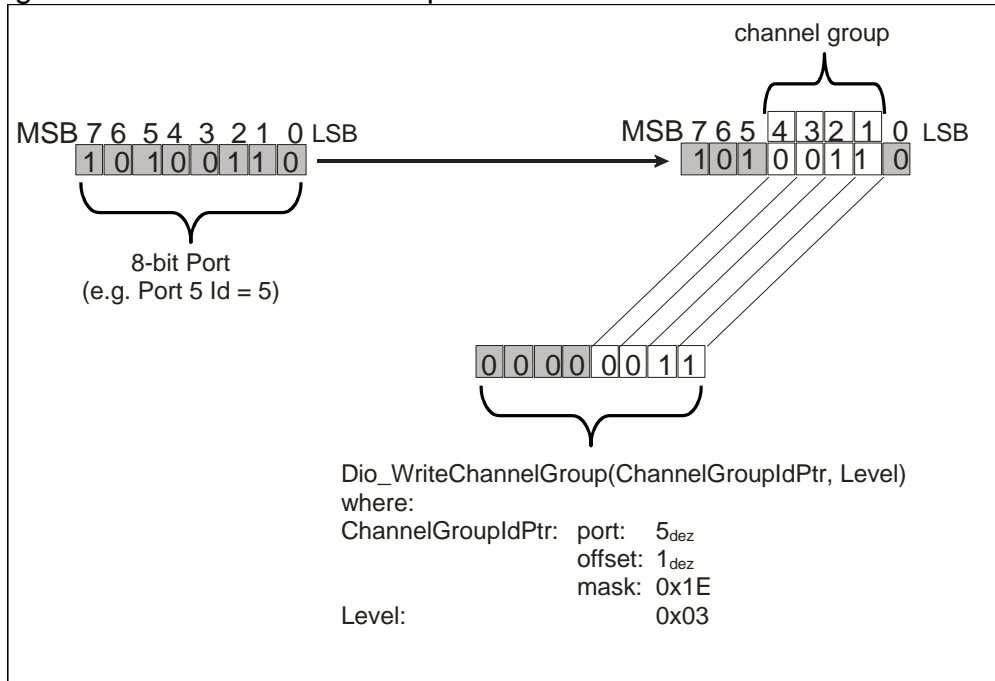 channel group
MSB 7 6 5 4 3 2 1 0 LSB
1 0 1 0 0 1 1 0
MSB 7 6 5 4 3 2 1 0 LSB
1 0 1 0 0 1 1 0
8-bit Port
(e.g. Port 5 Id = 5)
0 0 0 0 0 0 1 1
Dio_WriteChannelGroup(ChannelGroupIdPtr, Level)
where:
ChannelGroupIdPtr: port: 5dez
offset: 1dez
mask: 0x1E
Level: 0x03